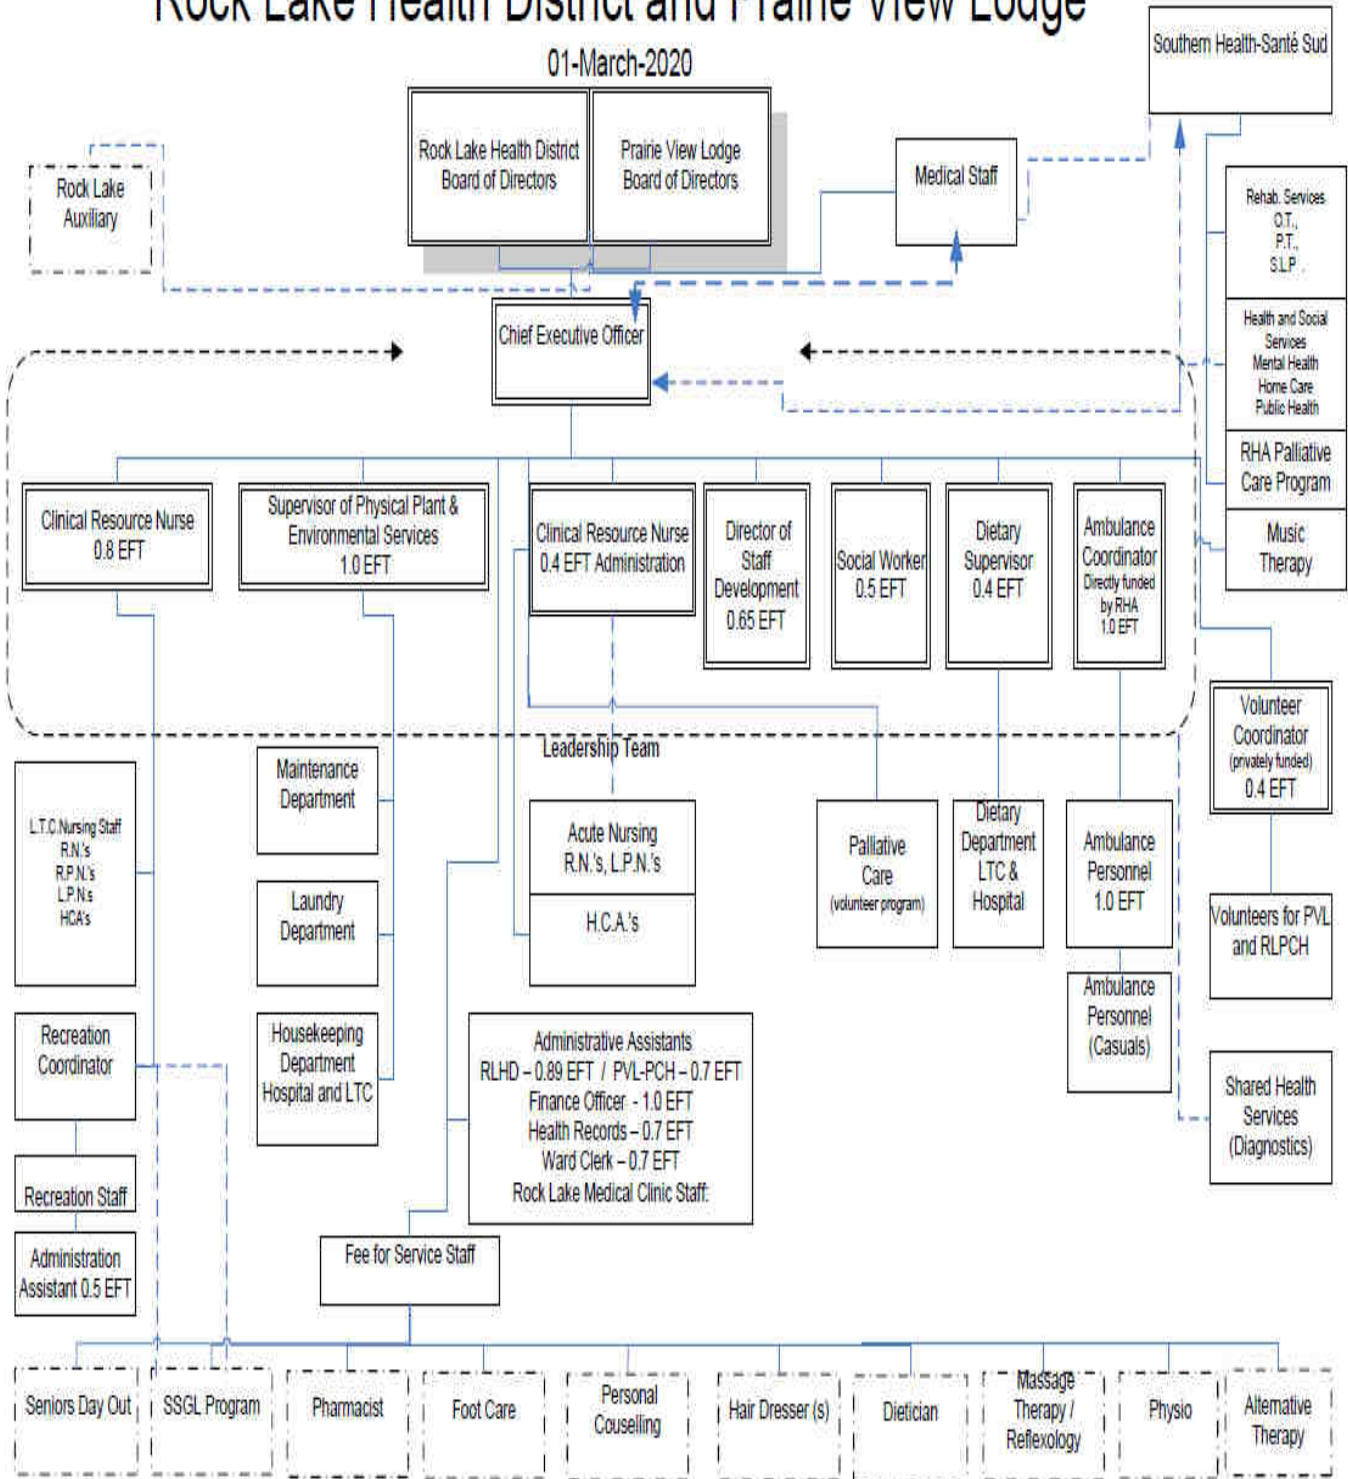 Rock Lake Health District and Prairie View Lodge
01-March-2020
Southern Health-Santé Sud
Rock Lake Health District
Board of Directors
Prairie View Lodge
Board of Directors
Medical Staff
Rock Lake
Auxiliary
Rehab. Services
O.T.,
P.T.,
S.L.P .
Chief Executive Officer
Health and Social
Services
Mental Health
Home Care
Public Health
RHA Palliative
Care Program
Music
Therapy
Clinical Resource Nurse
0.8 EFT
Supervisor of Physical Plant &
Environmental Services
1.0 EFT
Clinical Resource Nurse
0.4 EFT Administration
Director of
Staff
Development
0.65 EFT
Social Worker
0.5 EFT
Dietary
Supervisor
0.4 EFT
Ambulance
Coordinator
Directly funded
by RHA
1.0 EFT
Volunteer
Coordinator
(privately funded)
0.4 EFT
Leadership Team
L.T.C.Nursing Staff
R.N.'s
R.P.N.'s
L.P.N.s
HCA's
Maintenance
Department
Laundry
Department
Housekeeping
Department
Hospital and LTC
Acute Nursing
R.N.'s, L.P.N.'s
H.C.A.'s
Palliative
Care
(volunteer program)
Dietary
Department
LTC &
Hospital
Ambulance
Personnel
1.0 EFT
Ambulance
Personnel
(Casuals)
Volunteers for PVL
and RLPCH
Shared Health
Services
(Diagnostics)
Recreation
Coordinator
Recreation Staff
Administration
Assistant 0.5 EFT
Administrative Assistants
RLHD – 0.89 EFT / PVL-PCH – 0.7 EFT
Finance Officer - 1.0 EFT
Health Records – 0.7 EFT
Ward Clerk – 0.7 EFT
Rock Lake Medical Clinic Staff:
Fee for Service Staff
Seniors Day Out
SSGL Program
Pharmacist
Foot Care
Personal
Couselling
Hair Dresser (s)
Dietician
Massage
Therapy /
Reflexology
Physio
Alternative
Therapy